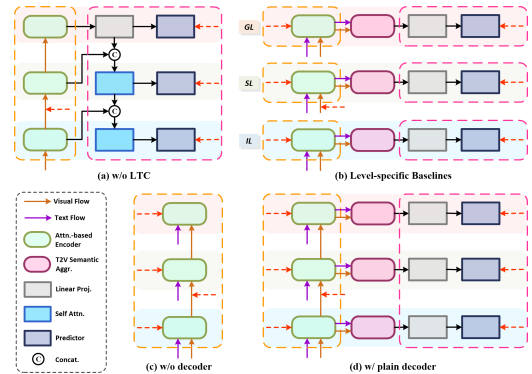 GL
SL
IL
C
C
(a) w/o LTC
(b) Level-specific Baselines
Visual Flow
Text Flow
Attn.-based
Encoder
T2V Semantic
Aggr.
Linear Proj.
Self Attn.
Predictor
C
Concat.
(c) w/o decoder
(d) w/ plain decoder